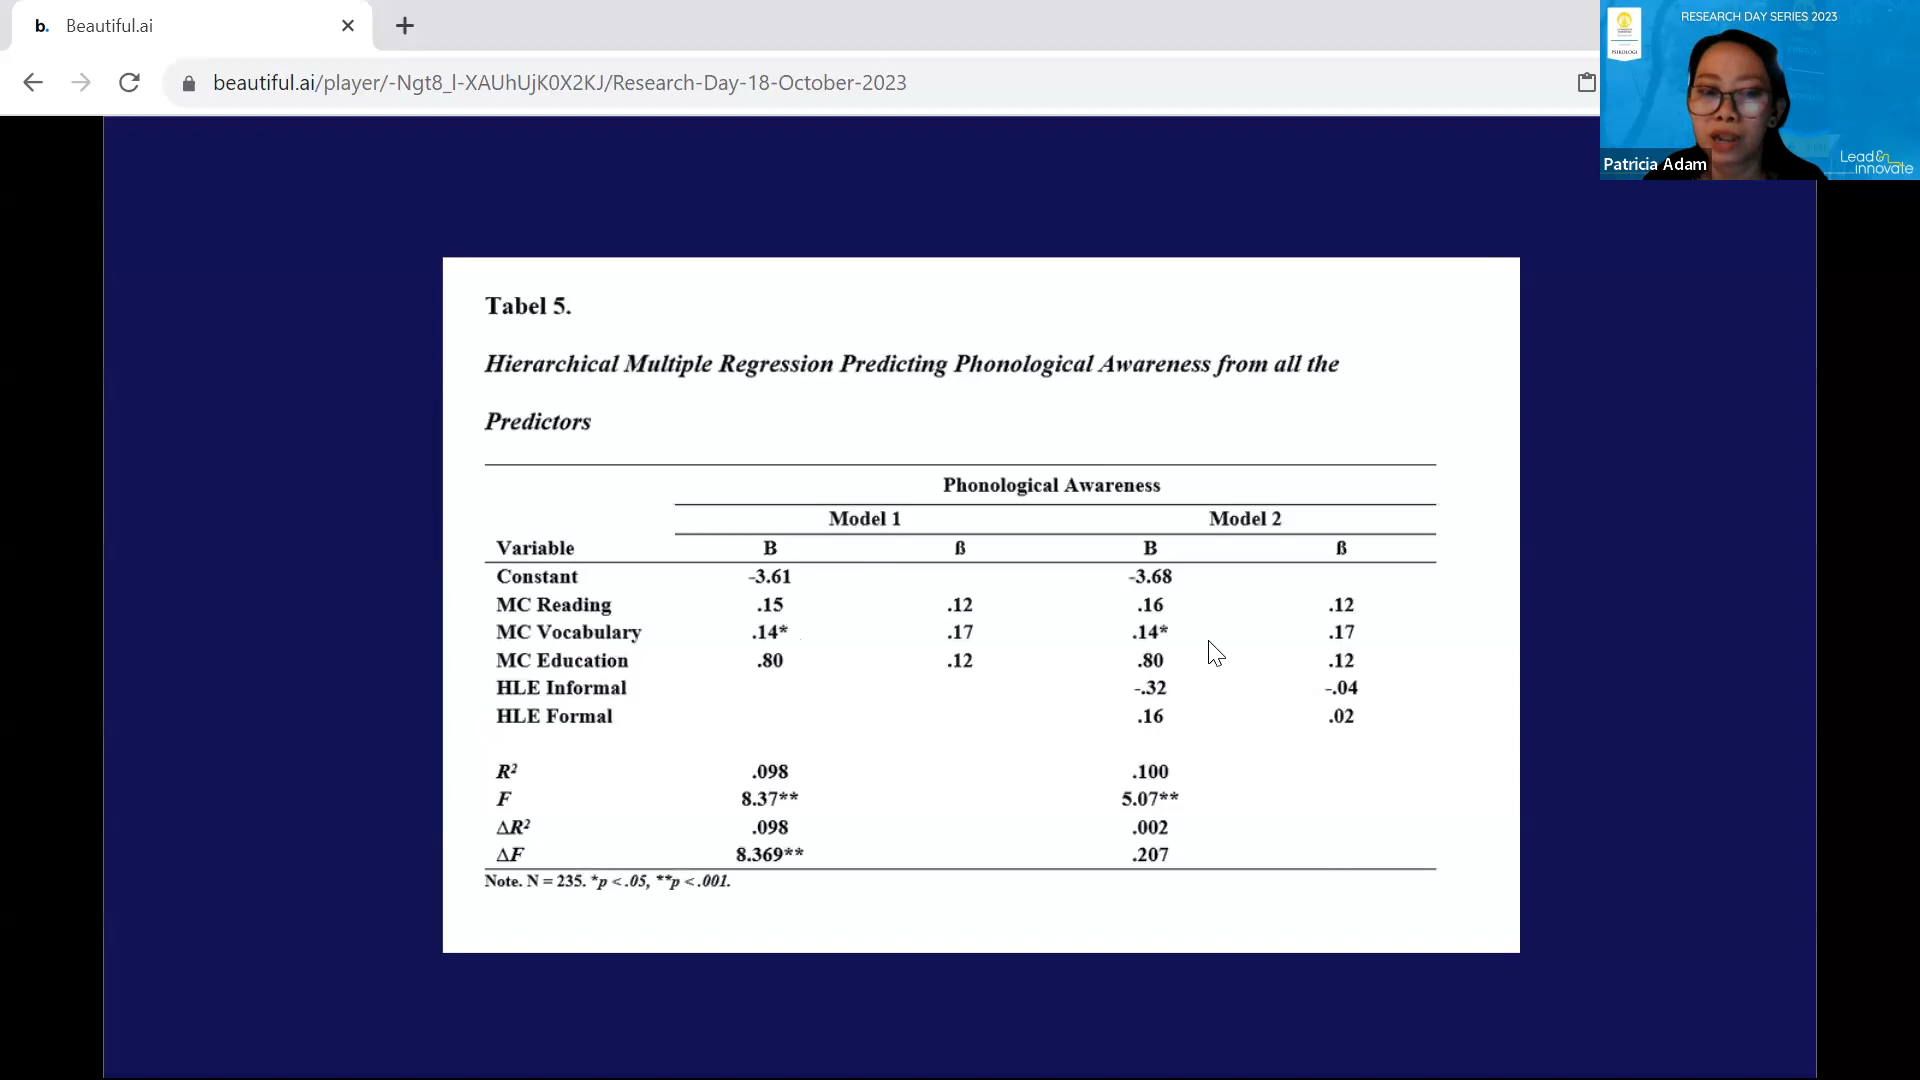 b. Beautiful.ai
beautiful.ai/player/-Ngt8_l-XAUhUjK0X2KJ/Research-Day-18-October-2023
RESEARCH DAY SERIES 2023
PSIKOLOGI
Patricia Adam
Lead&
innovate
Tabel 5.
Hierarchical Multiple Regression Predicting Phonological Awareness from all the
Predictors
Phonological Awareness
Model 1 Model 2
Variable B ß B ß
Constant -3.61 -3.68
MC Reading .15 .12 .16 .12
MC Vocabulary .14* .17 .14* .17
MC Education .80 .12 .80 .12
HLE Informal -.32 -.04
HLE Formal .16 .02
R² .098 .100
F 8.37** 5.07**
ΔR² .098 .002
ΔF 8.369** .207
Note. N = 235. *p < .05, **p < .001.